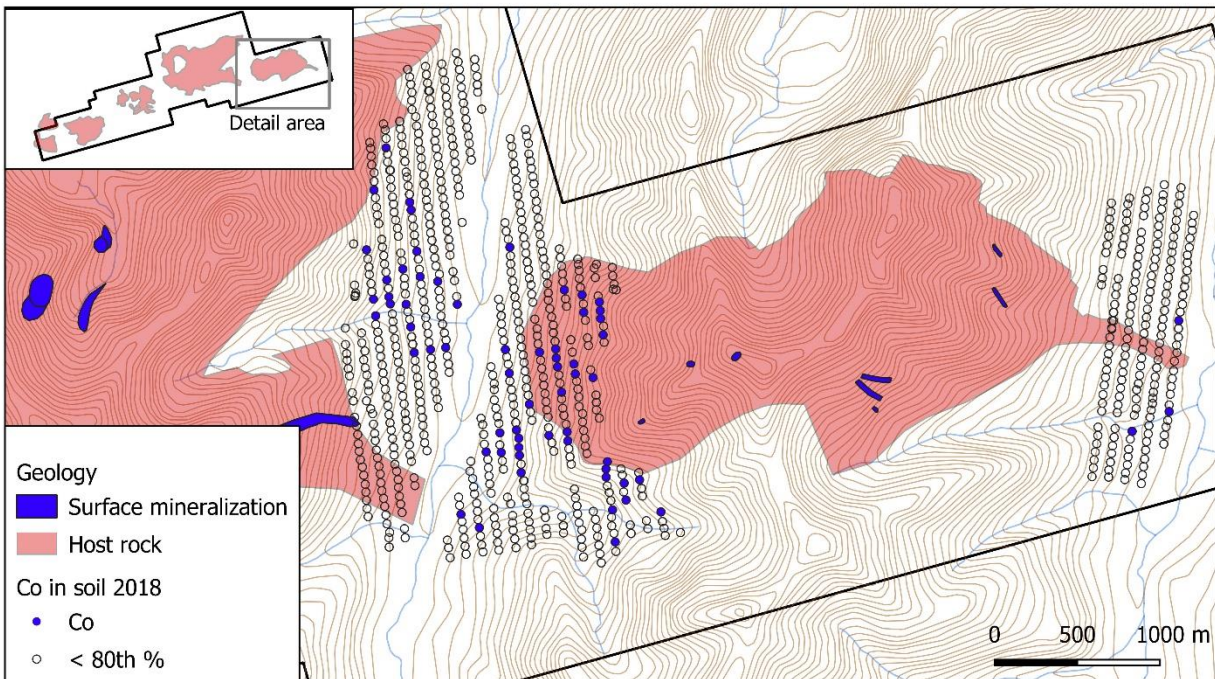 Detail area
Geology
Surface mineralization
Host rock
Co in soil 2018
Co
< 80th %
0 500 1000 m